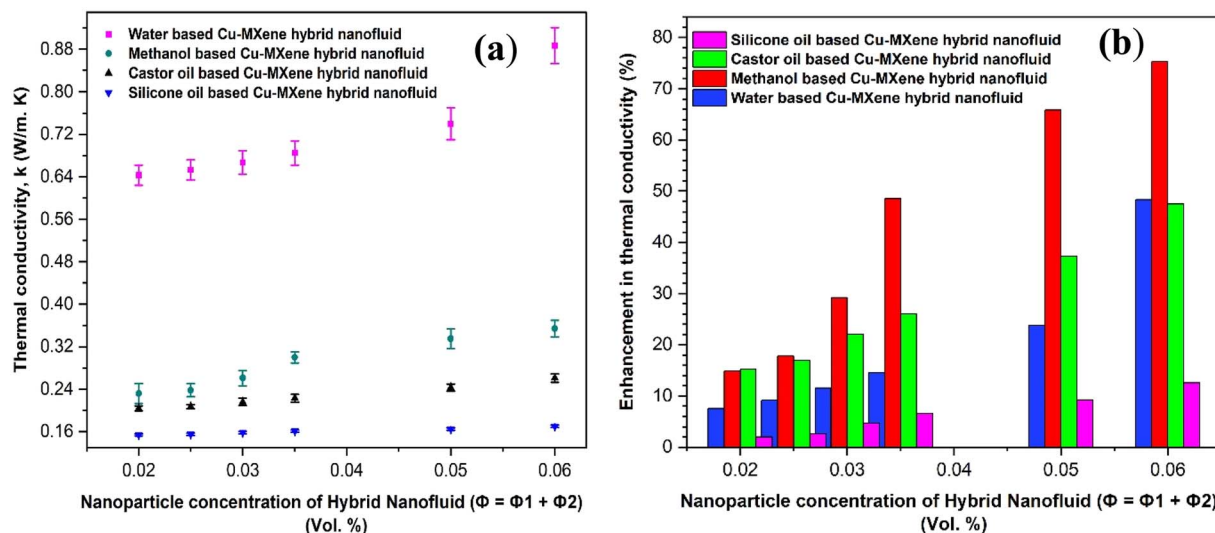 (a)
Water based Cu-MXene hybrid nanofluid
Methanol based Cu-MXene hybrid nanofluid
Castor oil based Cu-MXene hybrid nanofluid
Silicone oil based Cu-MXene hybrid nanofluid
Thermal conductivity, k (W/m. K)
0.88
0.80
0.72
0.64
0.56
0.48
0.40
0.32
0.24
0.16
0.02
0.03
0.04
0.05
0.06
Nanoparticle concentration of Hybrid Nanofluid (Φ = Φ1 + Φ2)
(Vol. %)
(b)
Silicone oil based Cu-MXene hybrid nanofluid
Castor oil based Cu-MXene hybrid nanofluid
Methanol based Cu-MXene hybrid nanofluid
Water based Cu-MXene hybrid nanofluid
Enhancement in thermal conductivity (%)
80
70
60
50
40
30
20
10
0
0.02
0.03
0.04
0.05
0.06
Nanoparticle concentration of Hybrid Nanofluid (Φ = Φ1 + Φ2)
(Vol. %)